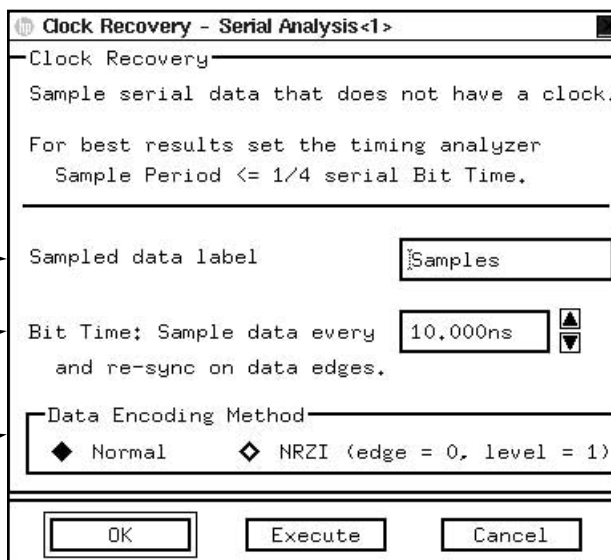 hp Clock Recovery - Serial Analysis<1>
Clock Recovery
Sample serial data that does not have a clock.
For best results set the timing analyzer
Sample Period <= 1/4 serial Bit Time.
Sampled data label Samples
Bit Time: Sample data every 10.000ns
and re-sync on data edges.
Data Encoding Method
Normal NRZI (edge = 0, level = 1)
OK Execute Cancel